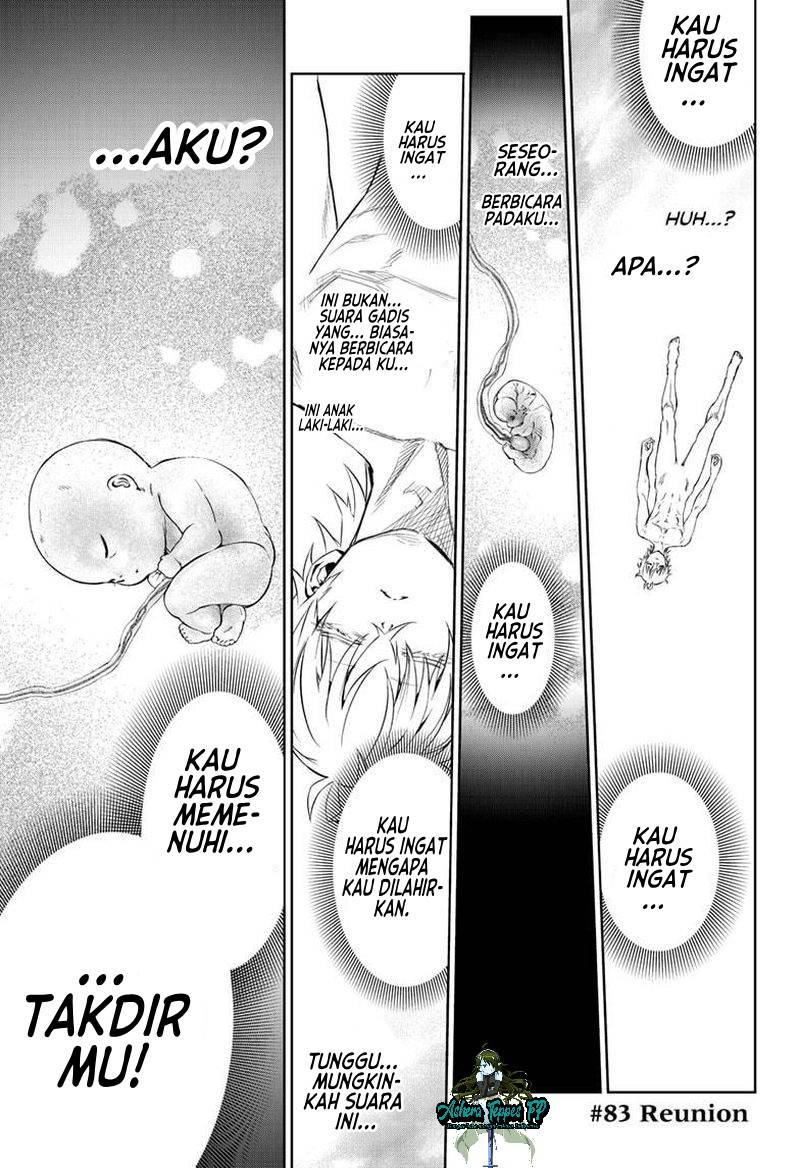 KAU
HARUS
INGAT
...
HUH...?
APA...?
KAU
HARUS
INGAT
...
SESEO-
RANG...
BERBICARA
PADAKU...
KAU
HARUS
INGAT
...
KAU
HARUS
INGAT
...
INI BUKAN...
SUARA GADIS
YANG... BIASA-
NYA BERBICARA
KEPADA KU...
INI ANAK
LAKI-LAKI...
KAU
HARUS INGAT
MENGAPA
KAU DILAHIR-
KAN.
TUNGGU...
MUNGKIN-
KAH SUARA
INI...
...AKU?
KAU
HARUS
MEME-
NUHI...
...
TAKDIR
MU!
Ashera Teppes FP
#83 Reunion